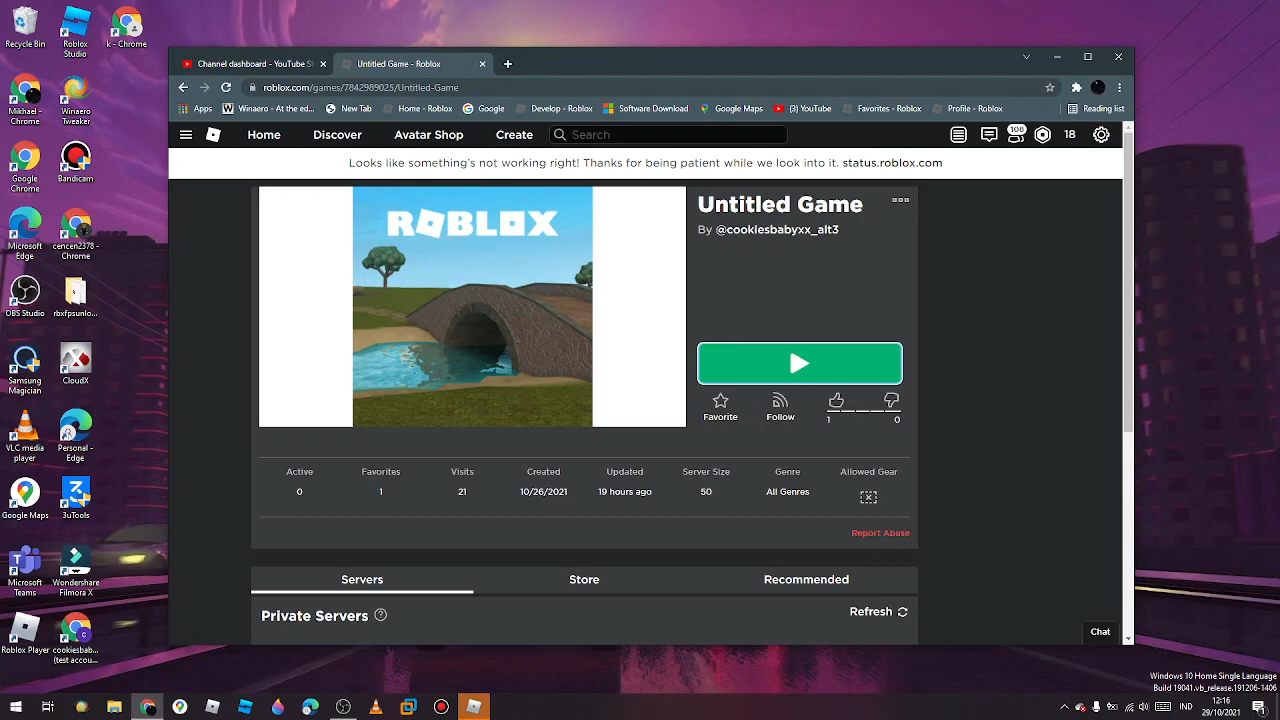 Recycle Bin
Roblox Studio
k - Chrome
Mikhael - Chrome
Winaero Tweaker
Google Chrome
Bandicam
Microsoft Edge
cencen2378 - Chrome
OBS Studio
rbxfpsunlo...
Samsung Magician
CloudX
VLC media player
Personal - Edge
Google Maps
3uTools
Microsoft Teams
Wondershare Filmora X
Roblox Player
cookiesbab... (test accou...
Channel dashboard - YouTube S
Untitled Game - Roblox
roblox.com/games/7842989025/Untitled-Game
Apps
Winaero - At the ed...
New Tab
Home - Roblox
Google
Develop - Roblox
Software Download
Google Maps
(3) YouTube
Favorites - Roblox
Profile - Roblox
Reading list
Home
Discover
Avatar Shop
Create
Search
108
18
Looks like something's not working right! Thanks for being patient while we look into it. status.roblox.com
ROBLOX
Untitled Game
By @cookiesbabyxx_alt3
Favorite
Follow
1
0
Active
Favorites
Visits
Created
Updated
Server Size
Genre
Allowed Gear
0
1
21
10/26/2021
19 hours ago
50
All Genres
Report Abuse
Servers
Store
Recommended
Private Servers
Refresh
Chat
Windows 10 Home Single Language
Build 19041.vb_release.191206-1406
IND
12:16
29/10/2021